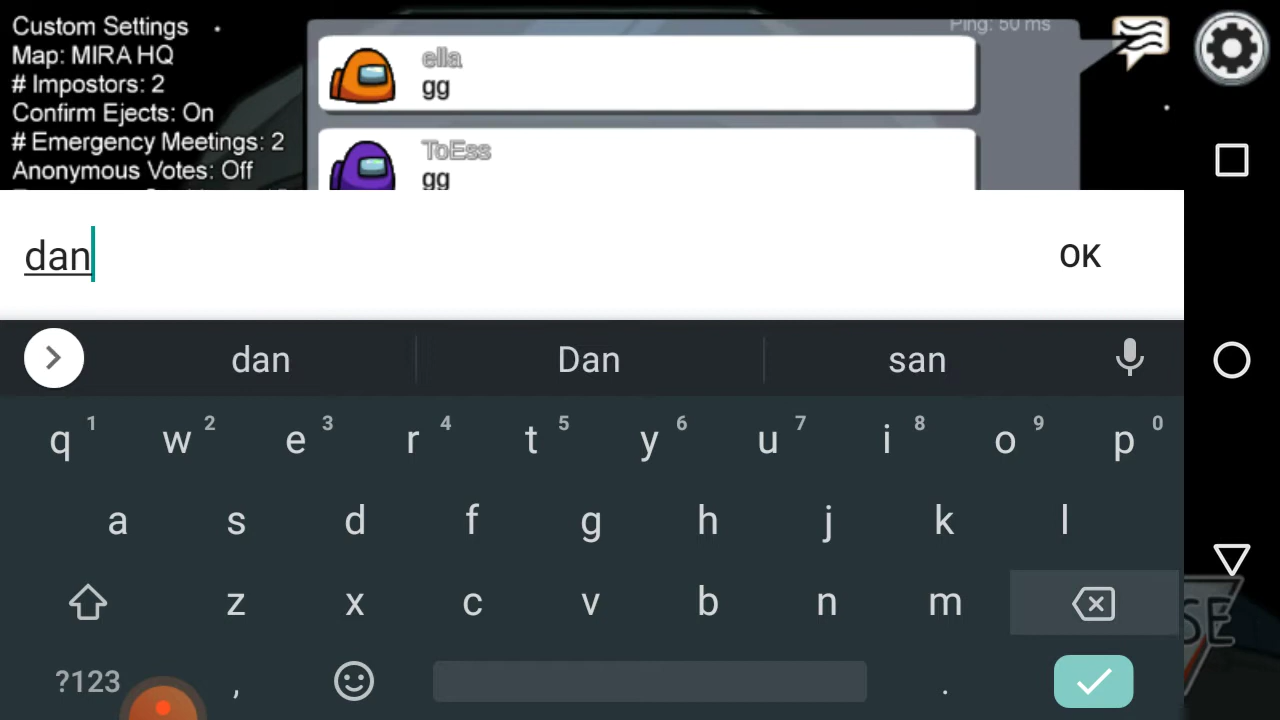 Custom Settings
Map: MIRA HQ
# Impostors: 2
Confirm Ejects: On
# Emergency Meetings: 2
Anonymous Votes: Off
Ping: 50 ms
ella
gg
ToEss
gg
dan
OK
dan Dan san
q 1 w 2 e 3 r 4 t 5 y 6 u 7 i 8 o 9 p 0
a s d f g h j k l
z x c v b n m
?123 , .